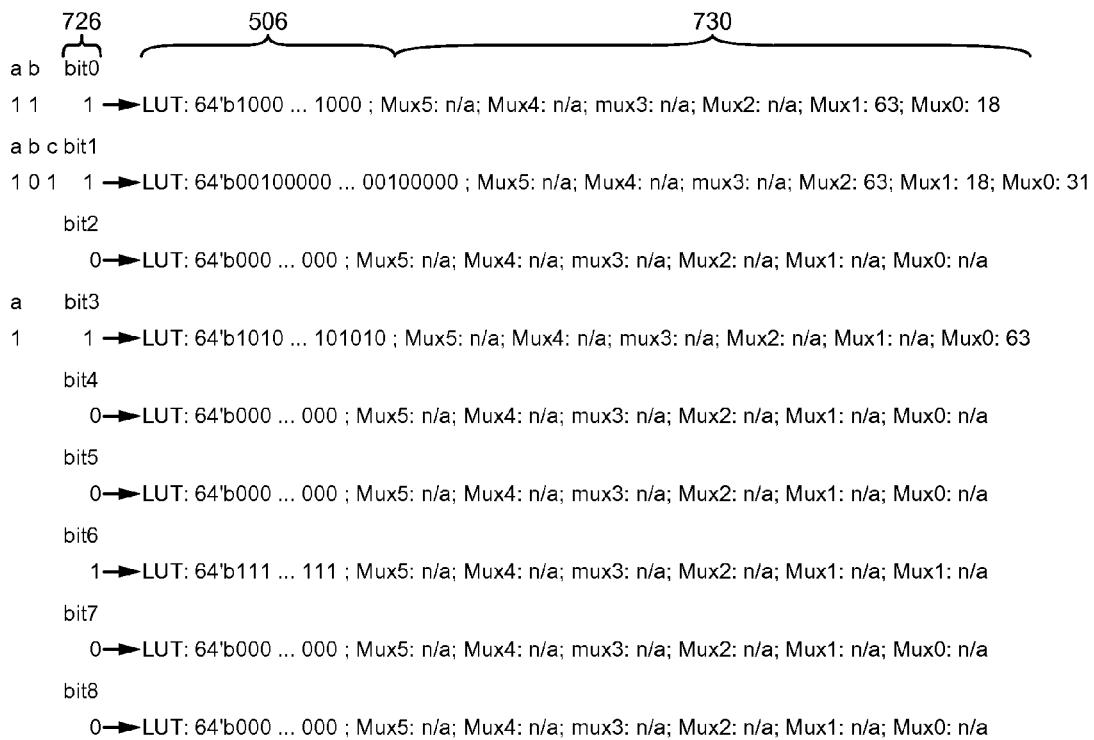 726 506 730
a b bit0
1 1 1 LUT: 64'b1000 ... 1000 ; Mux5: n/a; Mux4: n/a; mux3: n/a; Mux2: n/a; Mux1: 63; Mux0: 18
a b c bit1
1 0 1 1 LUT: 64'b00100000 ... 00100000 ; Mux5: n/a; Mux4: n/a; mux3: n/a; Mux2: 63; Mux1: 18; Mux0: 31
bit2
0 LUT: 64'b000 ... 000 ; Mux5: n/a; Mux4: n/a; mux3: n/a; Mux2: n/a; Mux1: n/a; Mux0: n/a
a bit3
1 1 LUT: 64'b1010 ... 101010 ; Mux5: n/a; Mux4: n/a; mux3: n/a; Mux2: n/a; Mux1: n/a; Mux0: 63
bit4
0 LUT: 64'b000 ... 000 ; Mux5: n/a; Mux4: n/a; mux3: n/a; Mux2: n/a; Mux1: n/a; Mux0: n/a
bit5
0 LUT: 64'b000 ... 000 ; Mux5: n/a; Mux4: n/a; mux3: n/a; Mux2: n/a; Mux1: n/a; Mux0: n/a
bit6
1 LUT: 64'b111 ... 111 ; Mux5: n/a; Mux4: n/a; mux3: n/a; Mux2: n/a; Mux1: n/a; Mux1: n/a
bit7
0 LUT: 64'b000 ... 000 ; Mux5: n/a; Mux4: n/a; mux3: n/a; Mux2: n/a; Mux1: n/a; Mux0: n/a
bit8
0 LUT: 64'b000 ... 000 ; Mux5: n/a; Mux4: n/a; mux3: n/a; Mux2: n/a; Mux1: n/a; Mux0: n/a